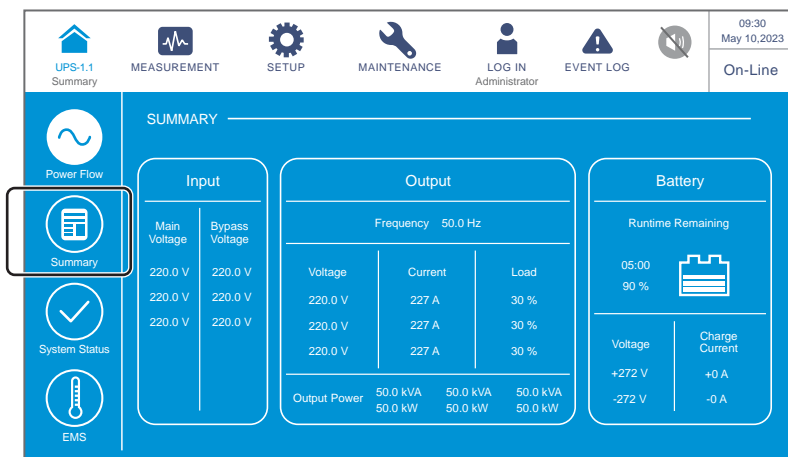 UPS-1.1
Summary
MEASUREMENT
SETUP
MAINTENANCE
LOG IN
Administrator
EVENT LOG
09:30
May 10,2023
On-Line
Power Flow
Summary
System Status
EMS
SUMMARY
Input
Main Voltage
Bypass Voltage
220.0 V 220.0 V
220.0 V 220.0 V
220.0 V 220.0 V
Output
Frequency 50.0 Hz
Voltage Current Load
220.0 V 227 A 30 %
220.0 V 227 A 30 %
220.0 V 227 A 30 %
Output Power 50.0 kVA 50.0 kVA 50.0 kVA
50.0 kW 50.0 kW 50.0 kW
Battery
Runtime Remaining
05:00
90 %
Voltage
Charge Current
+272 V +0 A
-272 V -0 A